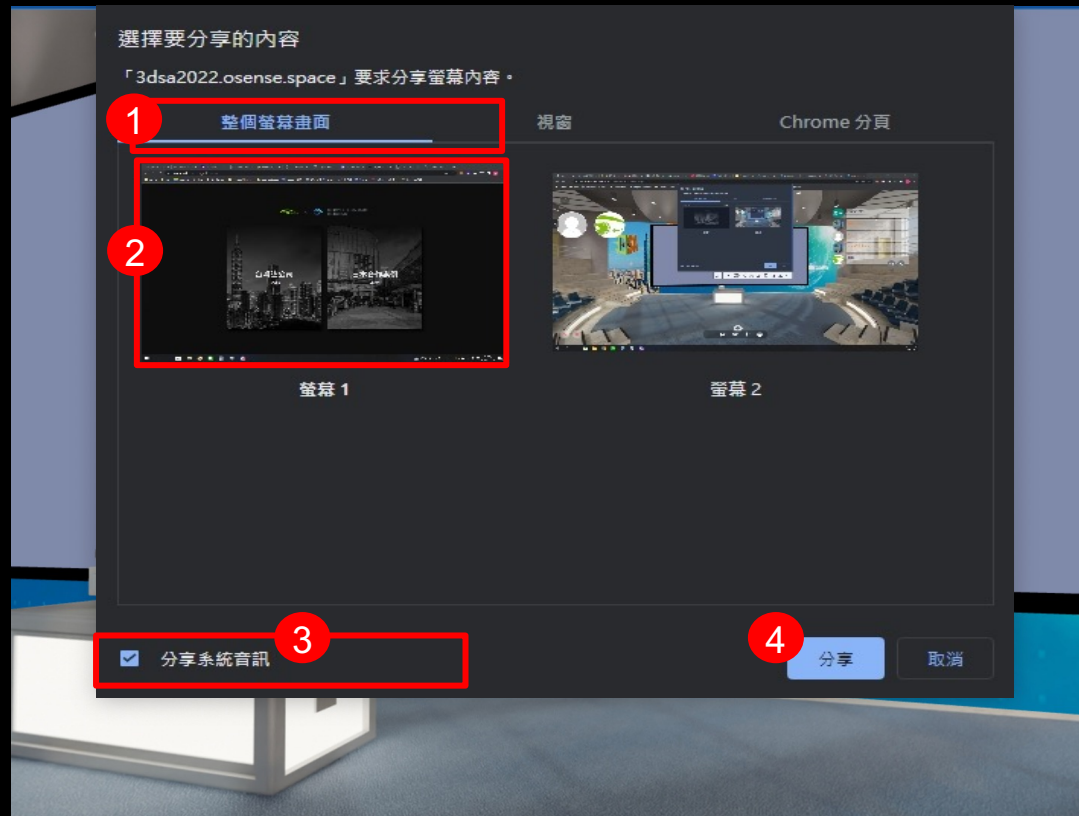 選擇要分享的內容
「3dsa2022.osense.space」要求分享螢幕內容。
1
整個螢幕畫面
視窗
Chrome 分頁
2
螢幕 1
螢幕 2
3
分享系統音訊
4
分享
取消